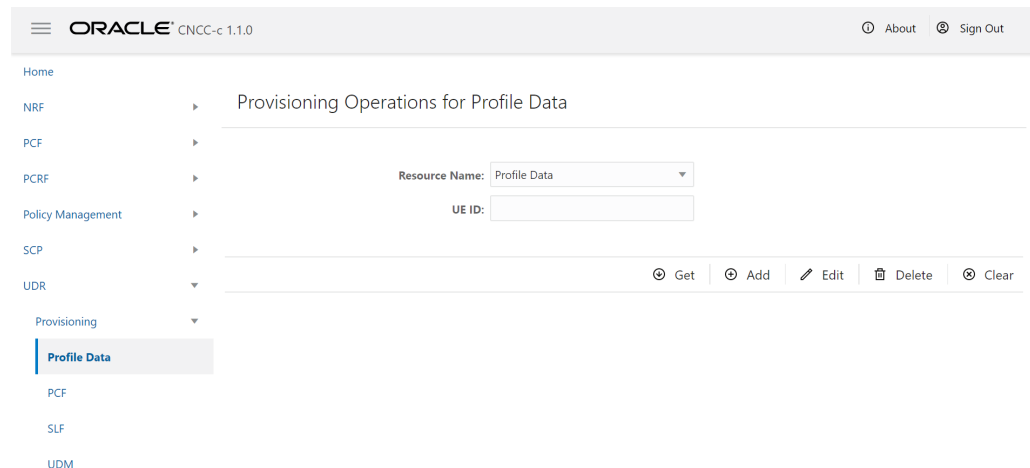 ORACLE CNCC-c 1.1.0
About
Sign Out
Home
NRF
PCF
PCRF
Policy Management
SCP
UDR
Provisioning
Profile Data
PCF
SLF
UDM
Provisioning Operations for Profile Data
Resource Name: Profile Data
UE ID:
Get
Add
Edit
Delete
Clear